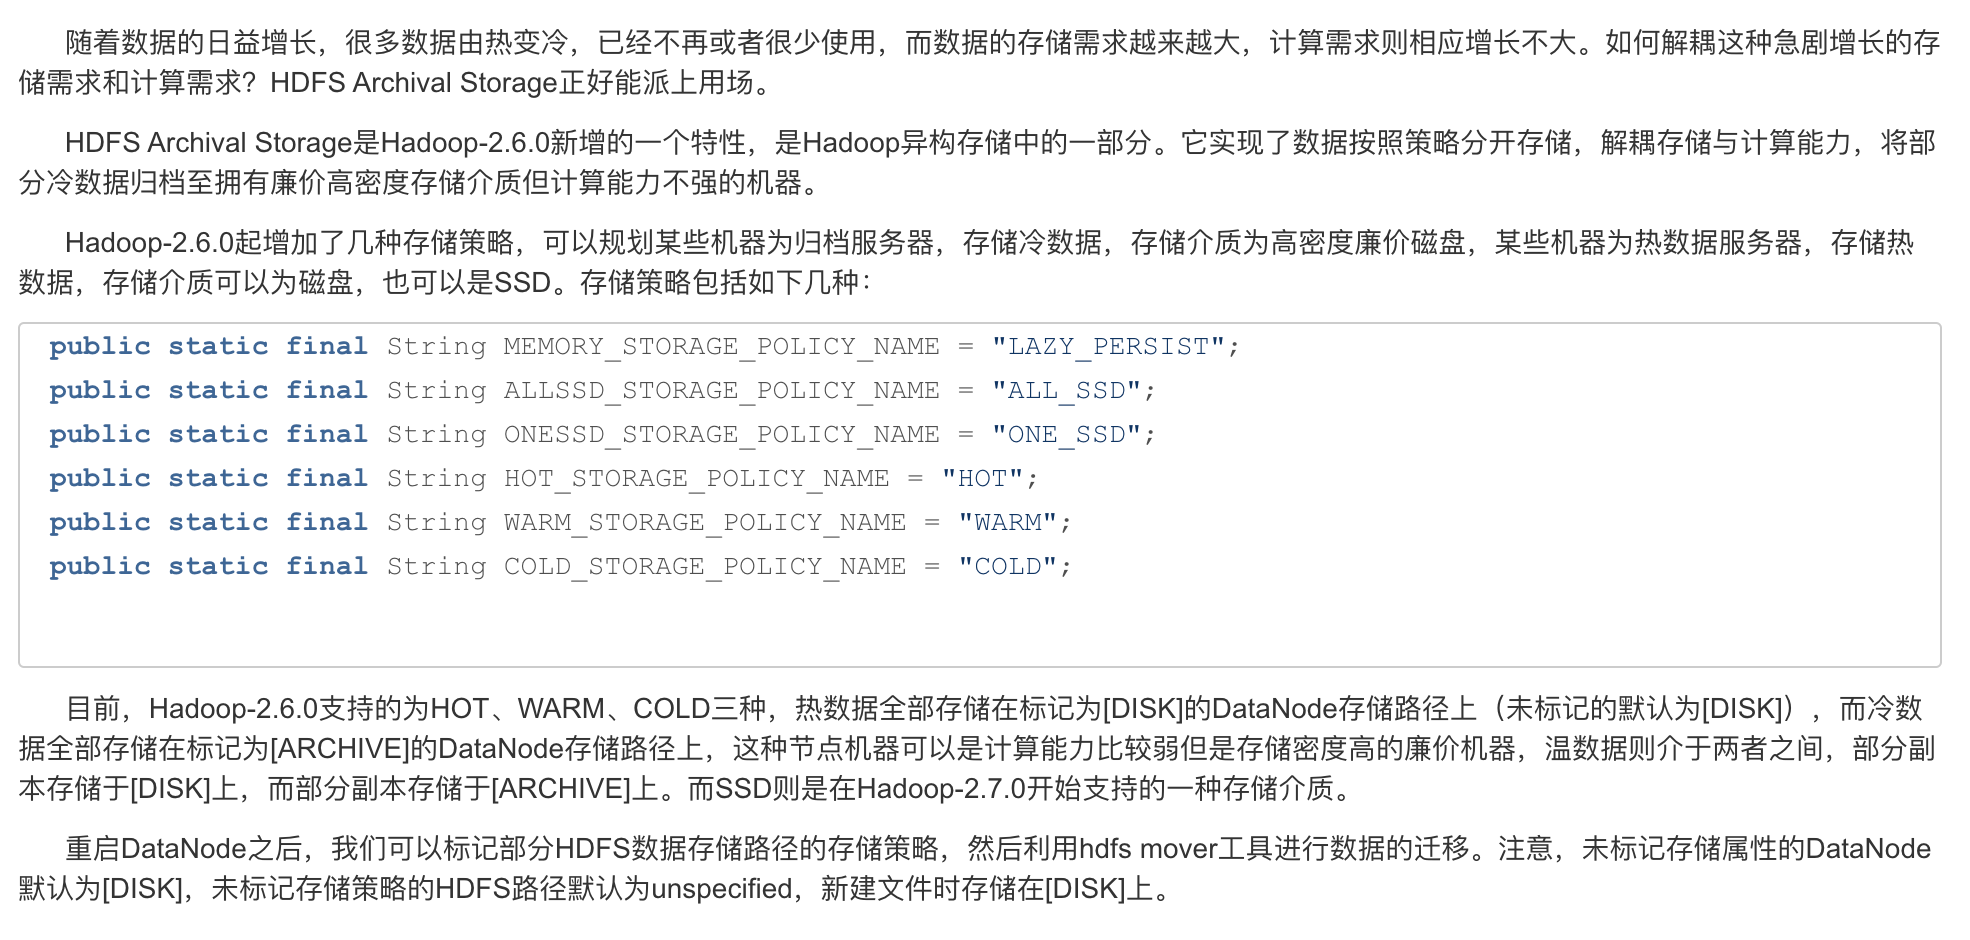 随着数据的日益增长，很多数据由热变冷，已经不再或者很少使用，而数据的存储需求越来越大，计算需求则相应增长不大。如何解耦这种急剧增长的存
储需求和计算需求？HDFS Archival Storage正好能派上用场。
HDFS Archival Storage是Hadoop-2.6.0新增的一个特性，是Hadoop异构存储中的一部分。它实现了数据按照策略分开存储，解耦存储与计算能力，将部
分冷数据归档至拥有廉价高密度存储介质但计算能力不强的机器。
Hadoop-2.6.0起增加了几种存储策略，可以规划某些机器为归档服务器，存储冷数据，存储介质为高密度廉价磁盘，某些机器为热数据服务器，存储热
数据，存储介质可以为磁盘，也可以是SSD。存储策略包括如下几种：
public static final String MEMORY_STORAGE_POLICY_NAME = "LAZY_PERSIST";
public static final String ALLSSD_STORAGE_POLICY_NAME = "ALL_SSD";
public static final String ONESSD_STORAGE_POLICY_NAME = "ONE_SSD";
public static final String HOT_STORAGE_POLICY_NAME = "HOT";
public static final String WARM_STORAGE_POLICY_NAME = "WARM";
public static final String COLD_STORAGE_POLICY_NAME = "COLD";
目前，Hadoop-2.6.0支持的为HOT、WARM、COLD三种，热数据全部存储在标记为[DISK]的DataNode存储路径上（未标记的默认为[DISK]），而冷数
据全部存储在标记为[ARCHIVE]的DataNode存储路径上，这种节点机器可以是计算能力比较弱但是存储密度高的廉价机器，温数据则介于两者之间，部分副
本存储于[DISK]上，而部分副本存储于[ARCHIVE]上。而SSD则是在Hadoop-2.7.0开始支持的一种存储介质。
重启DataNode之后，我们可以标记部分HDFS数据存储路径的存储策略，然后利用hdfs mover工具进行数据的迁移。注意，未标记存储属性的DataNode
默认为[DISK]，未标记存储策略的HDFS路径默认为unspecified，新建文件时存储在[DISK]上。